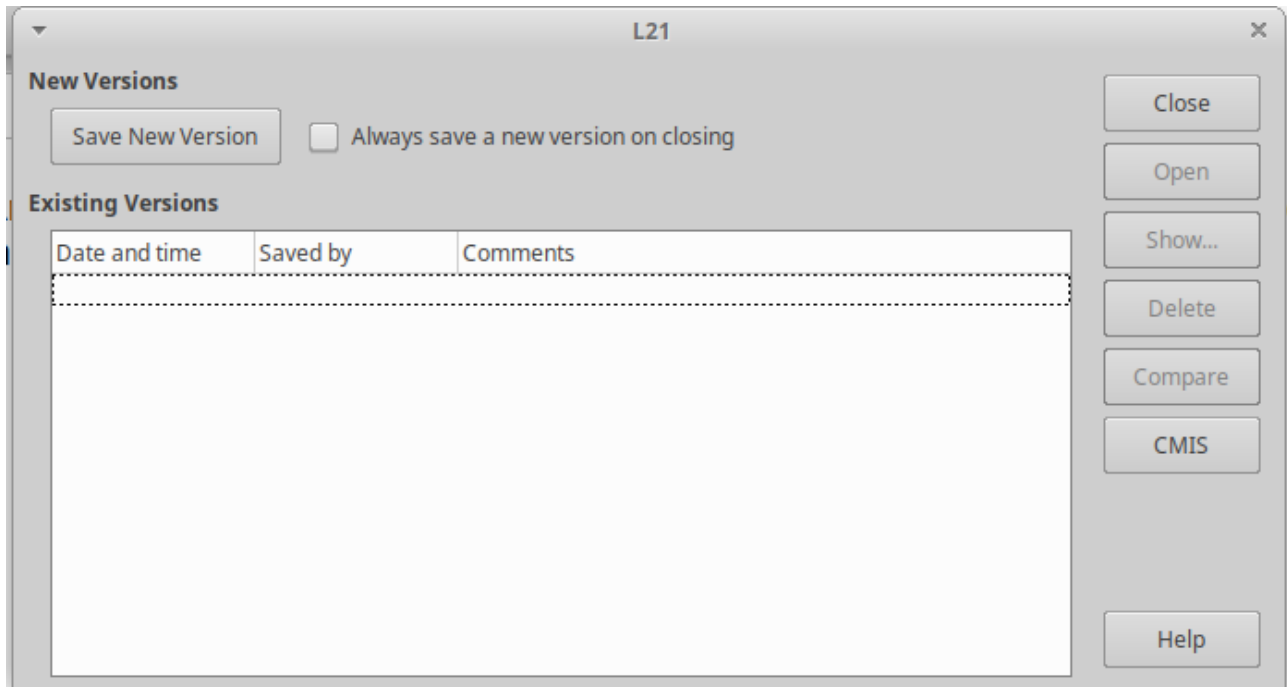 L21
New Versions
Save New Version
Always save a new version on closing
Existing Versions
Date and time Saved by Comments
Close
Open
Show...
Delete
Compare
CMIS
Help